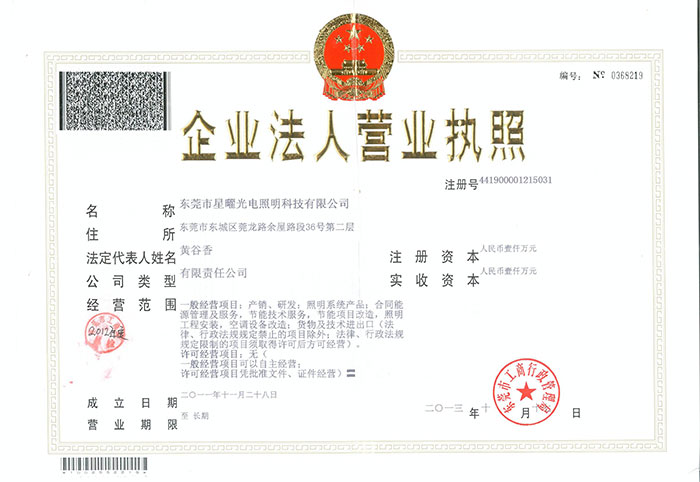 编号: № 0368219
企业法人营业执照
注册号 441900001215031
名称 东莞市星曜光电照明科技有限公司
住所 东莞市东城区莞龙路余屋路段36号第二层
法定代表人姓名 黄谷香
注册资本 人民币壹仟万元
公司类型 有限责任公司
实收资本 人民币壹仟万元
经营范围 一般经营项目：产销、研发：照明系统产品；合同能
源管理及服务，节能技术服务，节能项目改造，照明
工程安装，空调设备改造；货物及技术进出口（法
律、行政法规规定禁止的项目除外；法律、行政法规
规定限制的项目须取得许可后方可经营）。
许可经营项目：无（
一般经营项目可以自主经营；
许可经营项目凭批准文件、证件经营）〓
2012年度
成立日期 二〇一一年十一月二十八日
营业期限 至 长期
东莞市工商行政管理局
二〇一三年十月 日